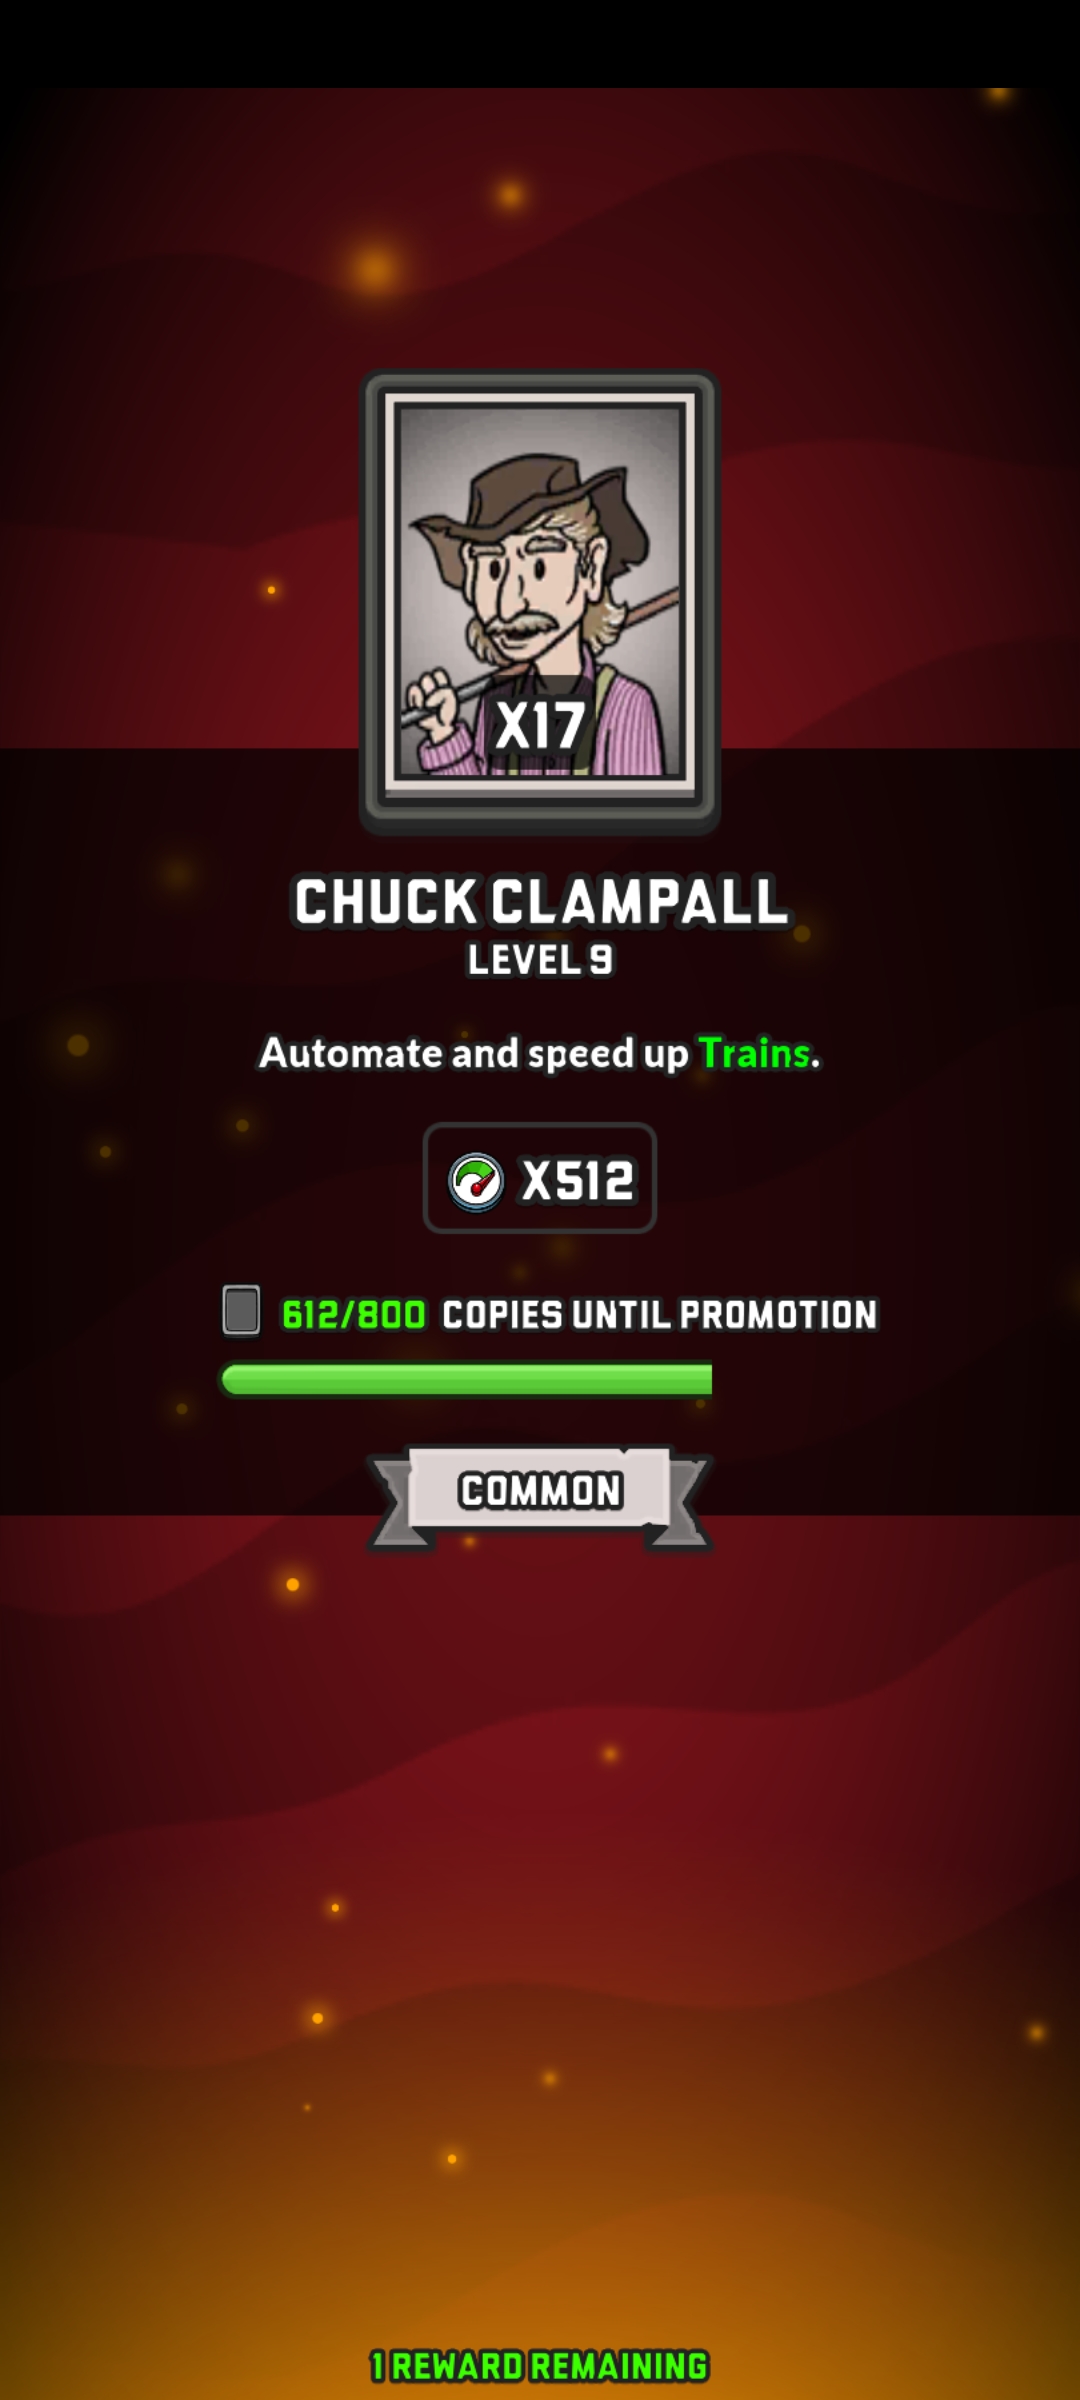 X17
CHUCK CLAMPALL
LEVEL 9
Automate and speed up Trains.
X512
612/800 COPIES UNTIL PROMOTION
COMMON
1 REWARD REMAINING